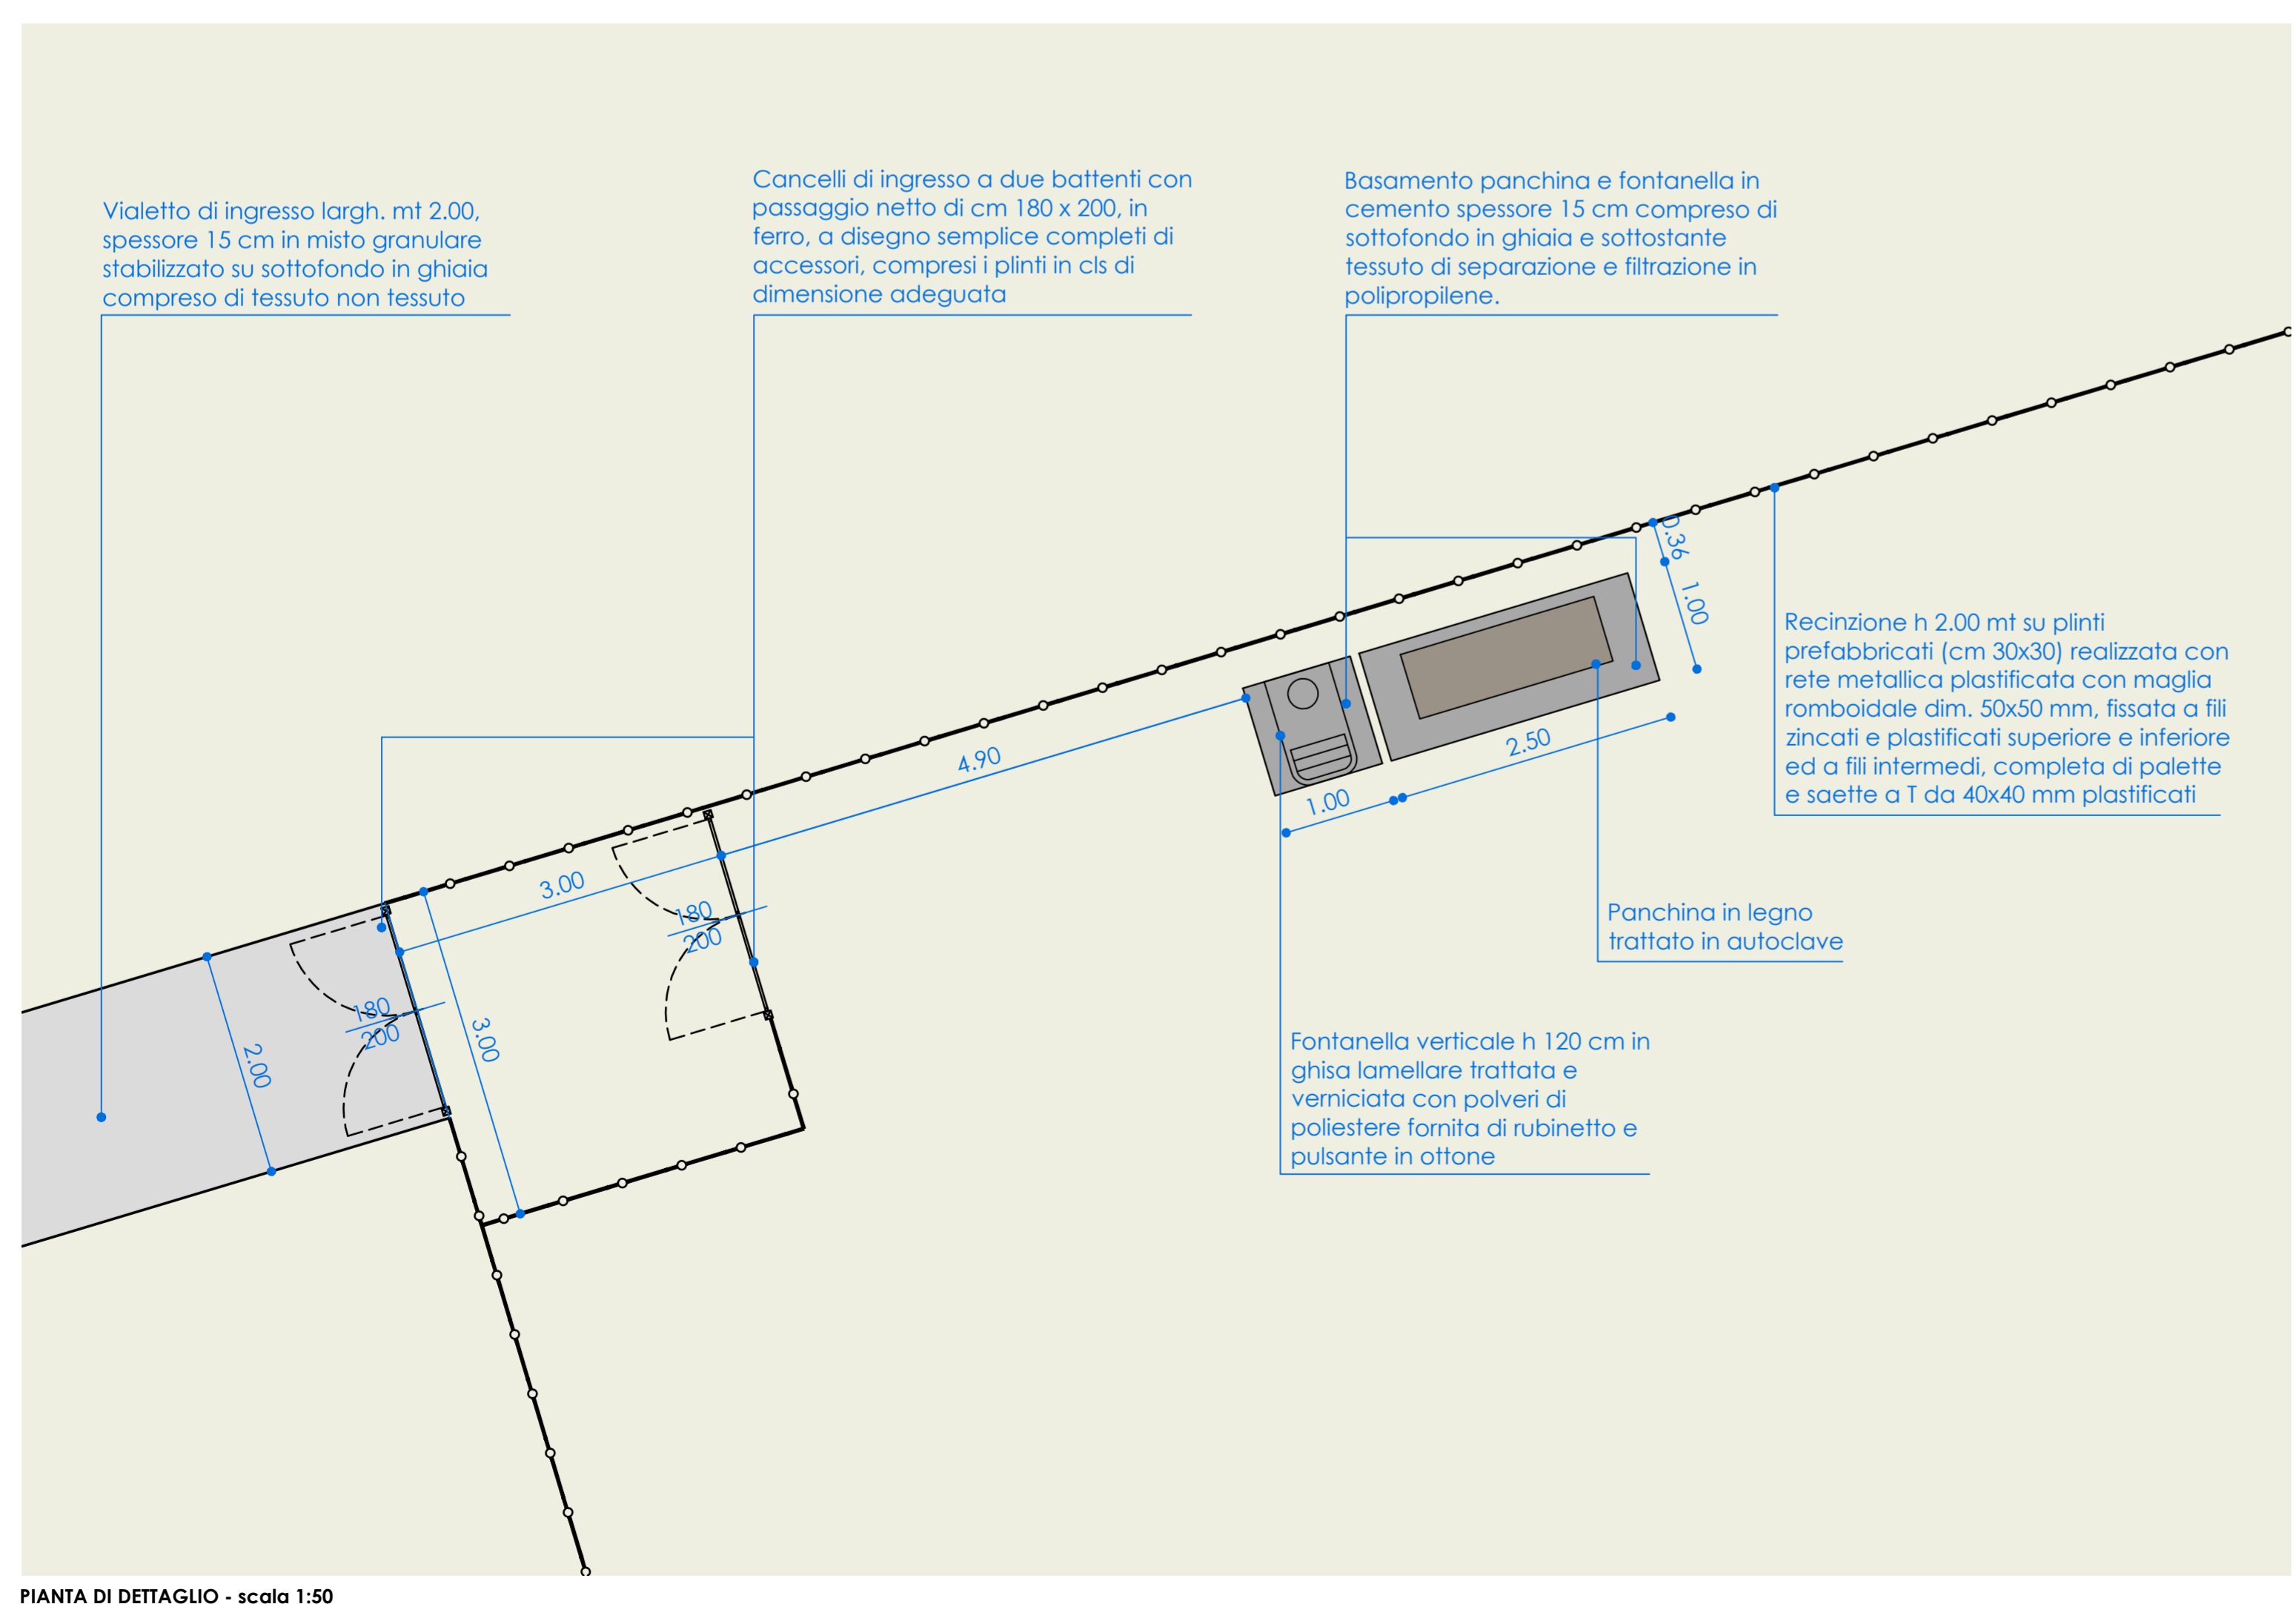 Vialetto di ingresso largh. mt 2.00,
spessore 15 cm in misto granulare
stabilizzato su sottofondo in ghiaia
compreso di tessuto non tessuto
Cancelli di ingresso a due battenti con
passaggio netto di cm 180 x 200, in
ferro, a disegno semplice completi di
accessori, compresi i plinti in cls di
dimensione adeguata
Basamento panchina e fontanella in
cemento spessore 15 cm compreso di
sottofondo in ghiaia e sottostante
tessuto di separazione e filtrazione in
polipropilene.
0.36
1.00
Recinzione h 2.00 mt su plinti
prefabbricati (cm 30x30) realizzata con
rete metallica plastificata con maglia
romboidale dim. 50x50 mm, fissata a fili
zincati e plastificati superiore e inferiore
ed a fili intermedi, completa di palette
e saette a T da 40x40 mm plastificati
4.90
2.50
1.00
3.00
180
200
Panchina in legno
trattato in autoclave
180
200
3.00
2.00
Fontanella verticale h 120 cm in
ghisa lamellare trattata e
verniciata con polveri di
poliestere fornita di rubinetto e
pulsante in ottone
PIANTA DI DETTAGLIO - scala 1:50